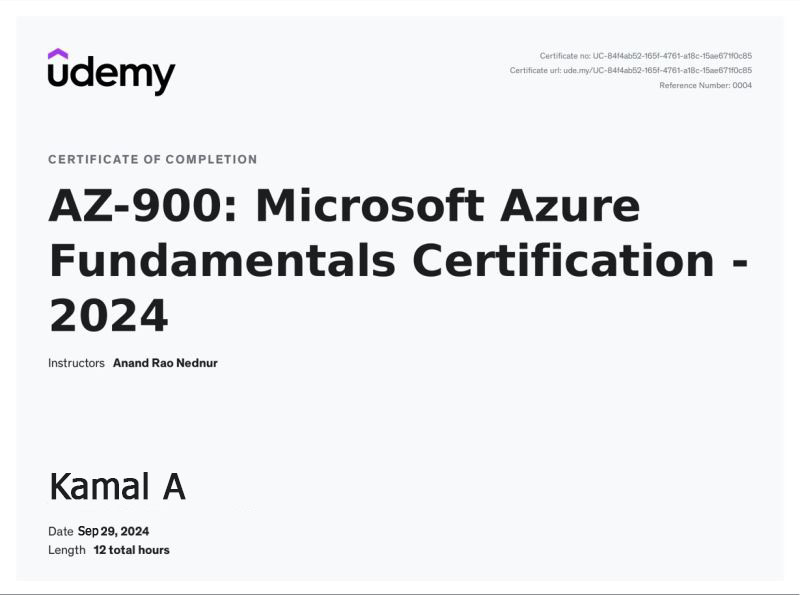 udemy
Certificate no: UC-84f4ab52-165f-4761-a18c-15ae671f0c85
Certificate url: ude.my/UC-84f4ab52-165f-4761-a18c-15ae671f0c85
Reference Number: 0004
CERTIFICATE OF COMPLETION
AZ-900: Microsoft Azure
Fundamentals Certification -
2024
Instructors Anand Rao Nednur
Kamal A
Date Sep 29, 2024
Length 12 total hours